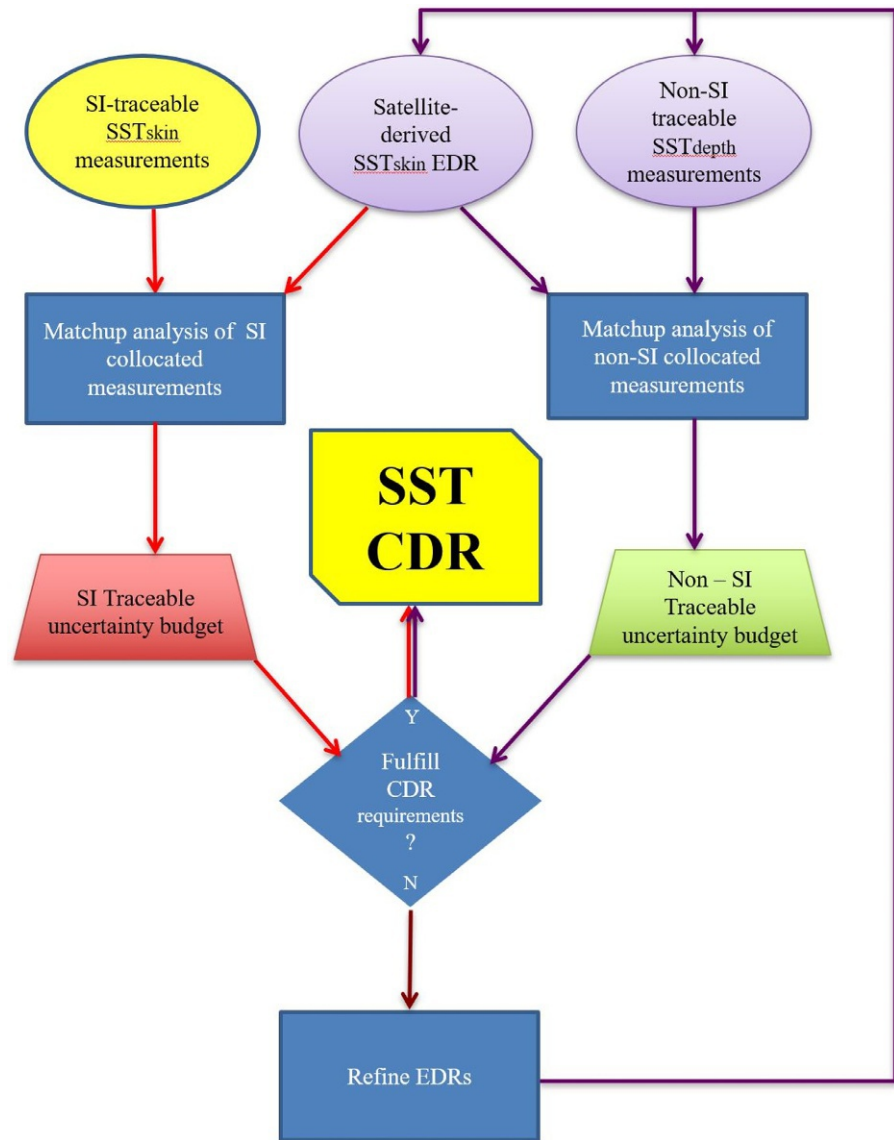 SI-traceable
SSTskin
measurements
Satellite-
derived
SSTskin EDR
Non-SI
traceable
SSTdepth
measurements
Matchup analysis of SI
collocated
measurements
Matchup analysis of
non-SI collocated
measurements
SST
CDR
SI Traceable
uncertainty budget
Non – SI
Traceable
uncertainty budget
Y
Fulfill
CDR
requirements
?
N
Refine EDRs